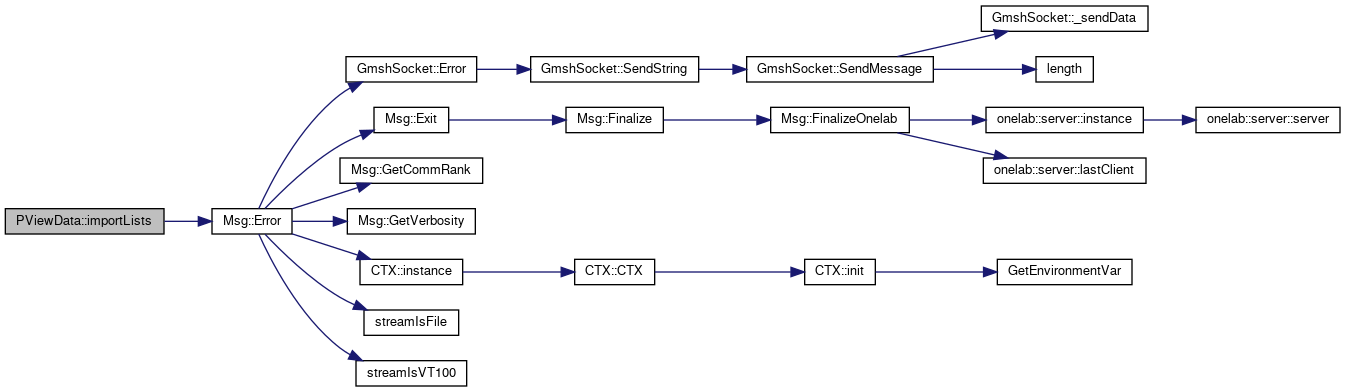 GmshSocket::_sendData
GmshSocket::Error
GmshSocket::SendString
GmshSocket::SendMessage
length
Msg::Exit
Msg::Finalize
Msg::FinalizeOnelab
onelab::server::instance
onelab::server::server
Msg::GetCommRank
onelab::server::lastClient
PViewData::importLists
Msg::Error
Msg::GetVerbosity
CTX::instance
CTX::CTX
CTX::init
GetEnvironmentVar
streamIsFile
streamIsVT100